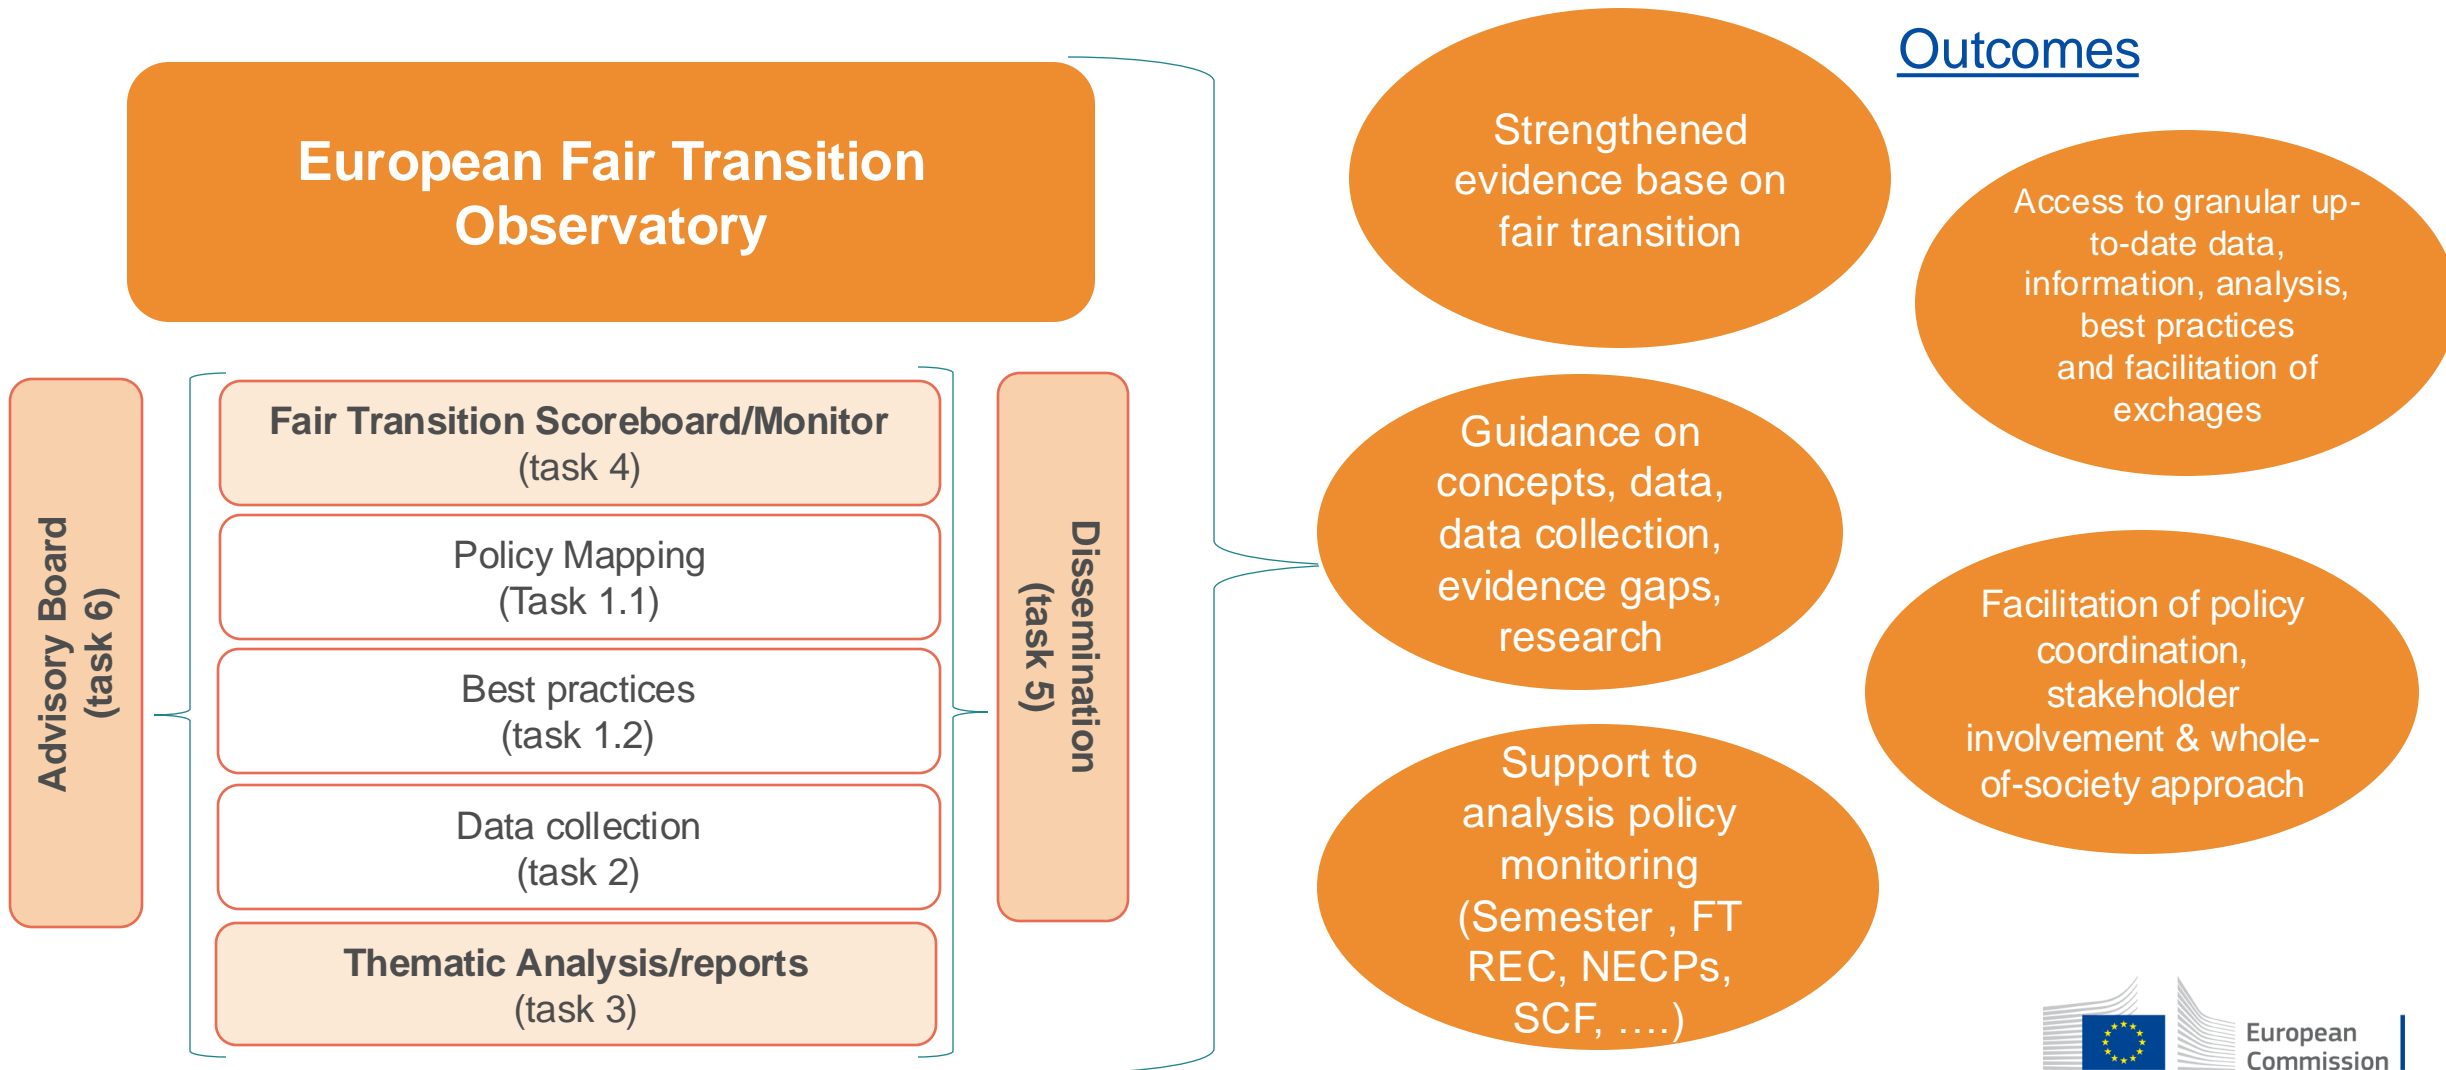 European Fair Transition
Observatory
Advisory Board
(task 6)
Fair Transition Scoreboard/Monitor
(task 4)
Policy Mapping
(Task 1.1)
Best practices
(task 1.2)
Data collection
(task 2)
Thematic Analysis/reports
(task 3)
Dissemination
(task 5)
Outcomes
Strengthened
evidence base on
fair transition
Access to granular up-
to-date data,
information, analysis,
best practices
and facilitation of
exchages
Guidance on
concepts, data,
data collection,
evidence gaps,
research
Facilitation of policy
coordination,
stakeholder
involvement & whole-
of-society approach
Support to
analysis policy
monitoring
(Semester , FT
REC, NECPs,
SCF, ....)
European
Commission